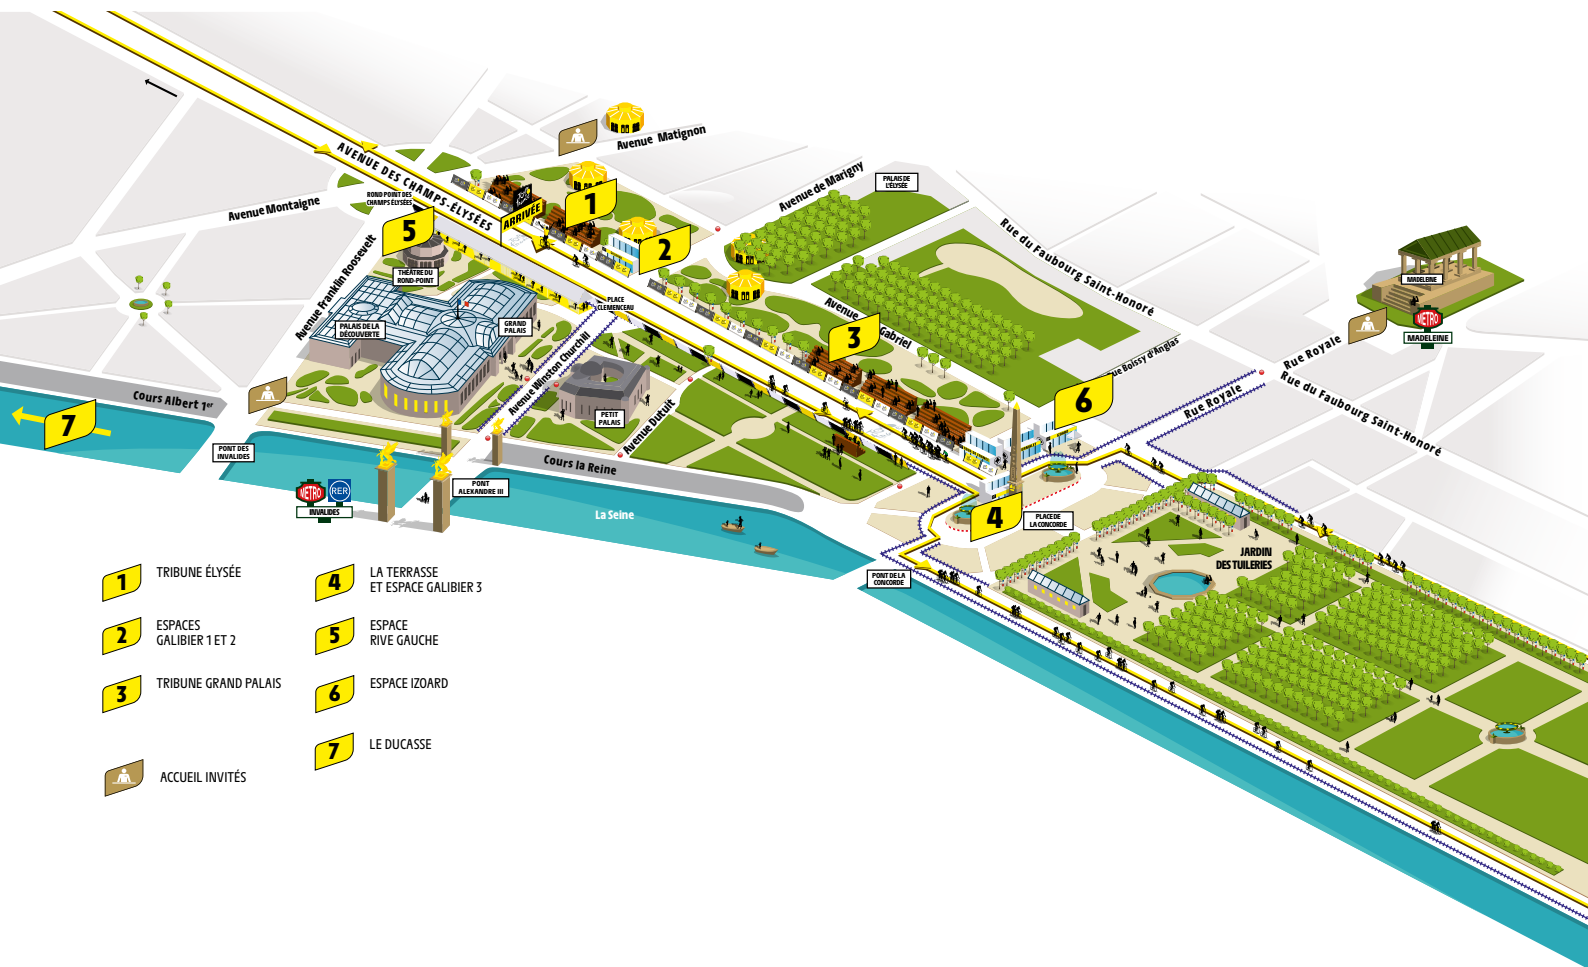 Avenue Matignon
AVENUE DES CHAMPS-ÉLYSÉES
Avenue de Marigny
PALAIS DE
L'ÉLYSÉE
ROND POINT DES
CHAMPS ÉLYSÉES
Avenue Montaigne
ARRIVÉE
1
2
5
Rue du Faubourg Saint-Honoré
THÉÂTRE DU
ROND-POINT
Avenue Franklin Roosevelt
MADELEINE
METRO
MADELEINE
PLACE
CLEMENCEAU
Avenue Gabriel
3
PALAIS DE LA
DÉCOUVERTE
GRAND
PALAIS
Avenue Winston Churchill
Rue Boissy d'Anglas
Rue Royale
Rue Royale
Rue du Faubourg Saint-Honoré
6
Cours Albert 1er
7
PETIT
PALAIS
Avenue Dutuit
PONT DES
INVALIDES
Cours la Reine
METRO
RER
INVALIDES
PONT
ALEXANDRE III
La Seine
4
PLACE DE
LA CONCORDE
JARDIN
DES TUILERIES
PONT DE LA
CONCORDE
1 TRIBUNE ÉLYSÉE
2 ESPACES
GALIBIER 1 ET 2
3 TRIBUNE GRAND PALAIS
ACCUEIL INVITÉS
4 LA TERRASSE
ET ESPACE GALIBIER 3
5 ESPACE
RIVE GAUCHE
6 ESPACE IZOARD
7 LE DUCASSE